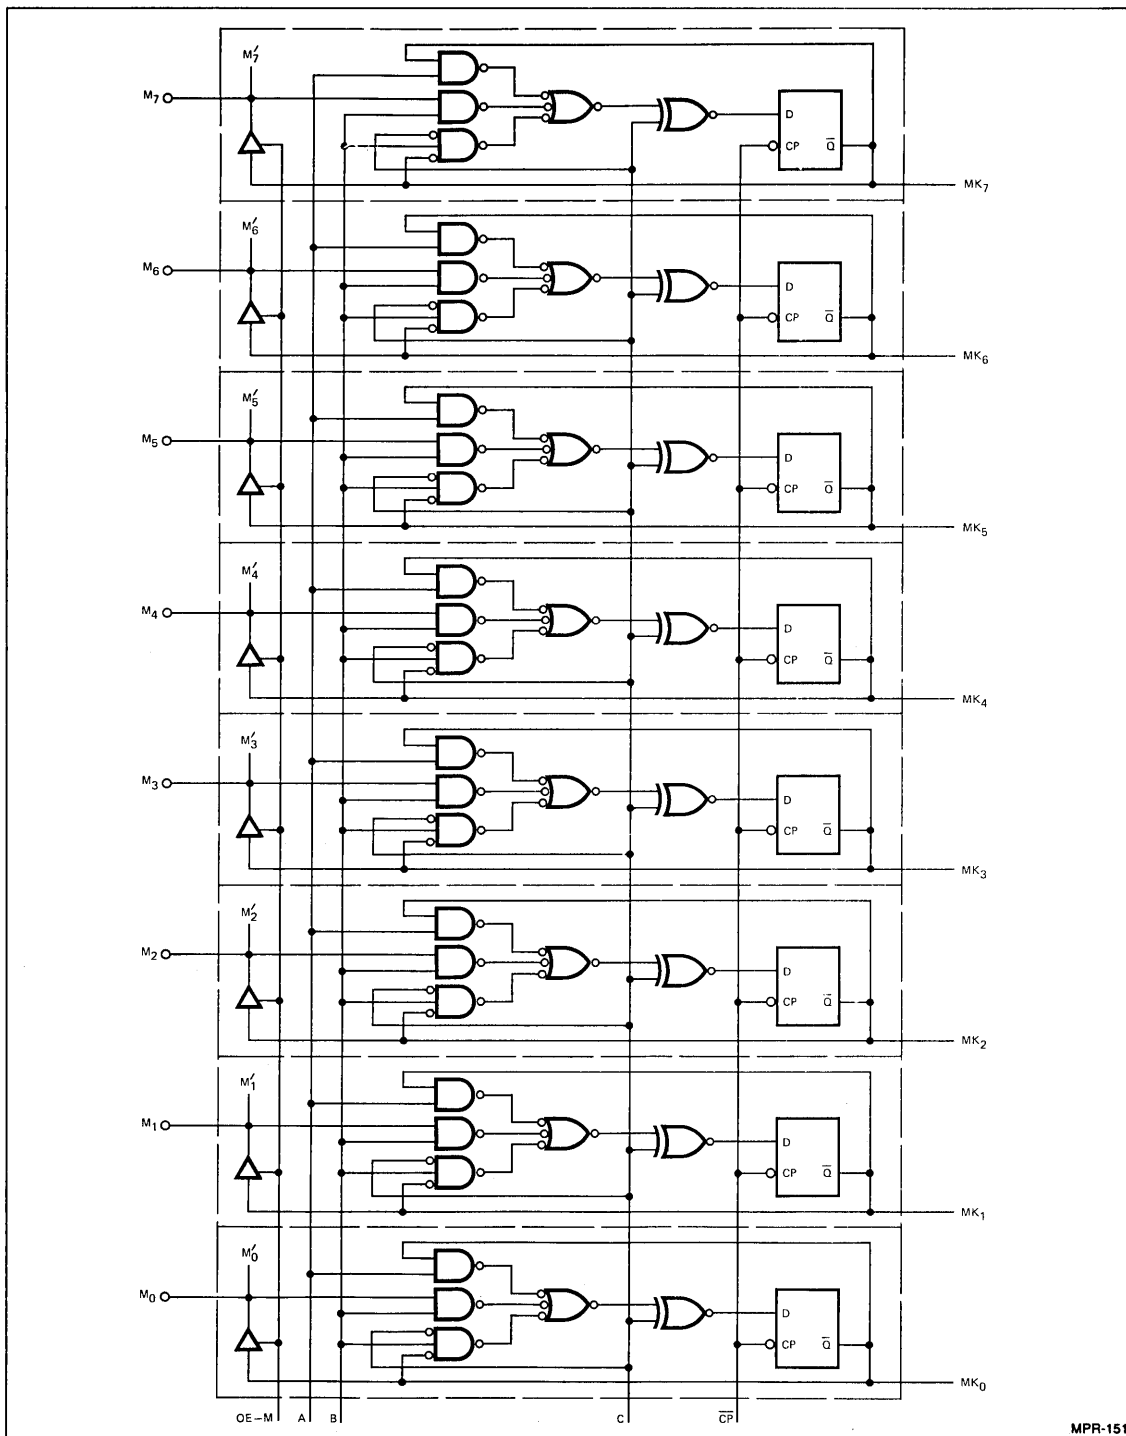 M′7
M7
D
CP Q̅
MK7
M′6
M6
D
CP Q̅
MK6
M′5
M5
D
CP Q̅
MK5
M′4
M4
D
CP Q̅
MK4
M′3
M3
D
CP Q̅
MK3
M′2
M2
D
CP Q̅
MK2
M′1
M1
D
CP Q̅
MK1
M′0
M0
D
CP Q̅
MK0
OE–M A B C C̅P̅
MPR-151